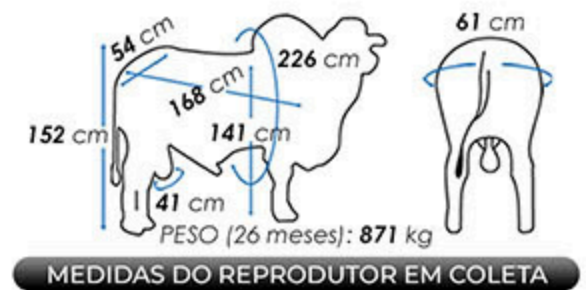 61 cm
54 cm
226 cm
168 cm
152 cm
141 cm
41 cm
PESO (26 meses): 871 kg
MEDIDAS DO REPRODUTOR EM COLETA